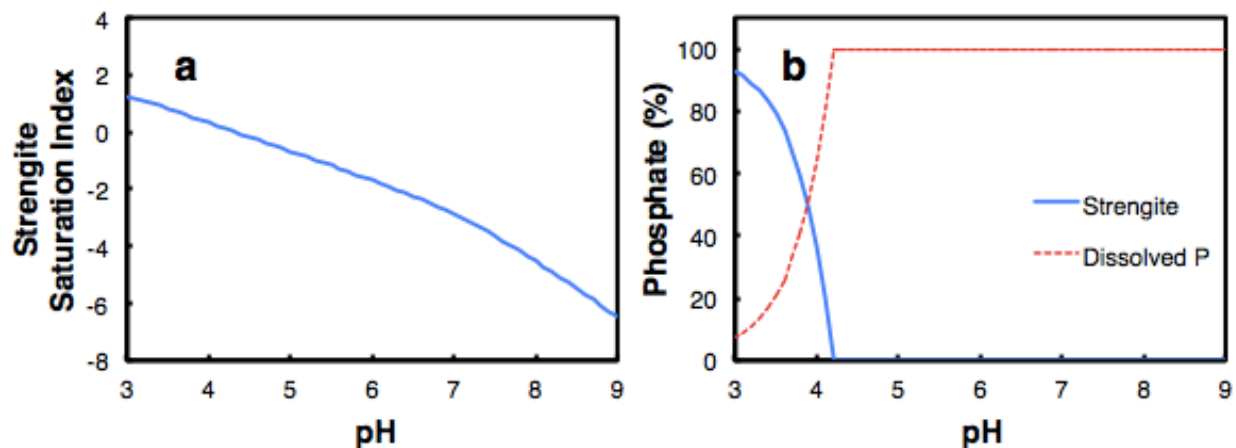 a
Strengite
Saturation Index
4
2
0
-2
-4
-6
-8
3 4 5 6 7 8 9
pH
b
Phosphate (%)
100
80
60
40
20
0
Strengite
Dissolved P
3 4 5 6 7 8 9
pH